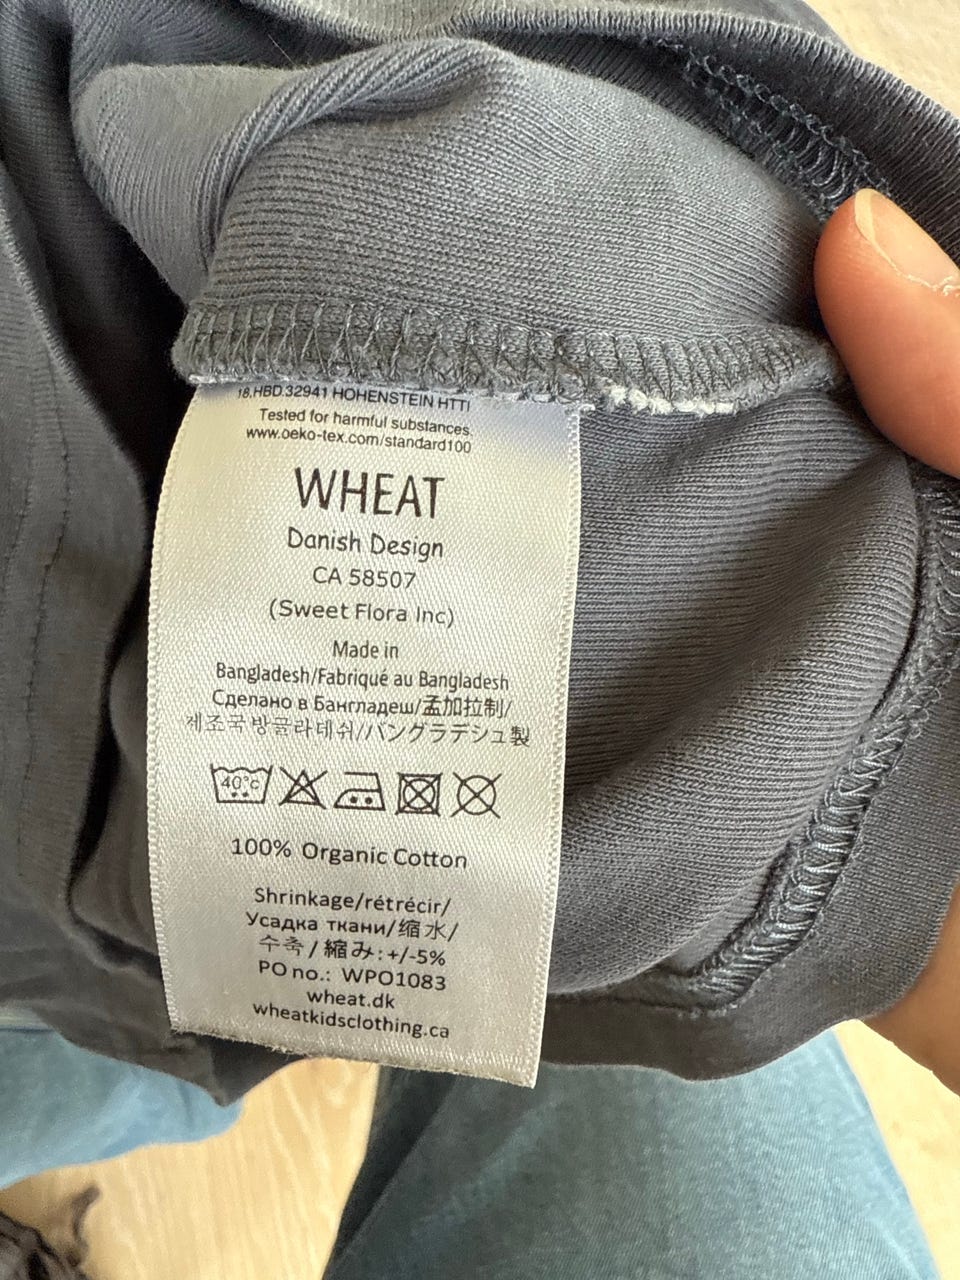 18.HBD.32941 HOHENSTEIN HTTI
Tested for harmful substances.
www.oeko-tex.com/standard100
WHEAT
Danish Design
CA 58507
(Sweet Flora Inc)
Made in
Bangladesh/Fabriqué au Bangladesh
Сделано в Бангладеш/孟加拉制/
제조국방글라데쉬/バングラデシュ製
40°c
100% Organic Cotton
Shrinkage/rétrécir/
Усадка ткани/缩水/
수축/縮み:+/-5%
PO no.: WPO1083
wheat.dk
wheatkidsclothing.ca